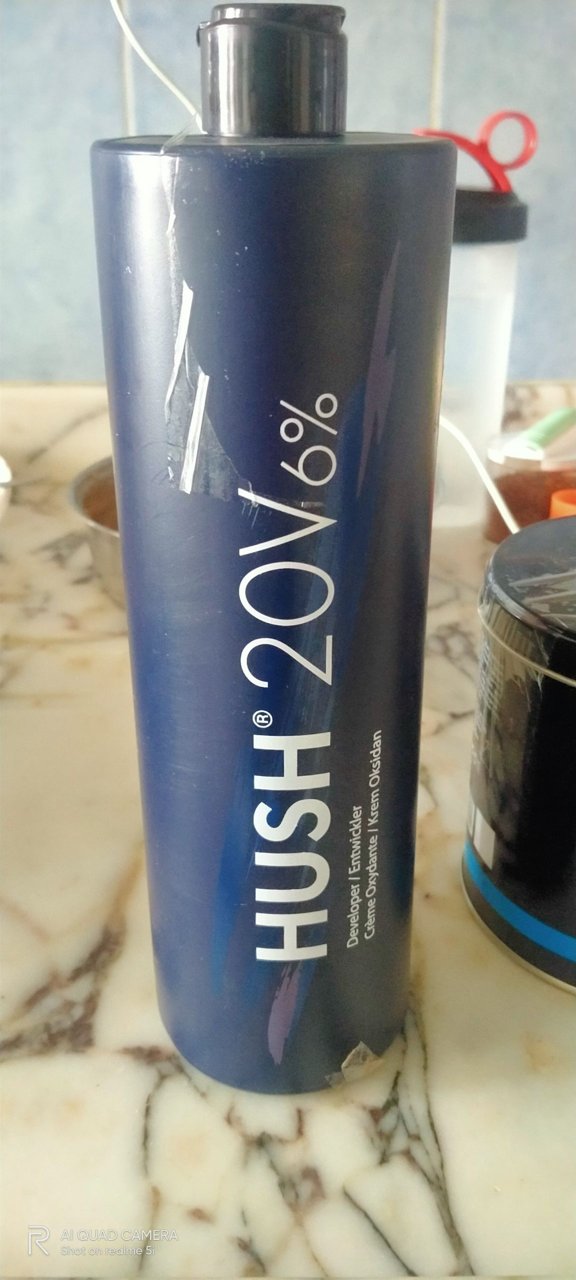 HUSH® 20V 6%
Developer / Entwickler
Crème Oxydante / Krem Oksidan
AI QUAD CAMERA
Shot on realme 5i